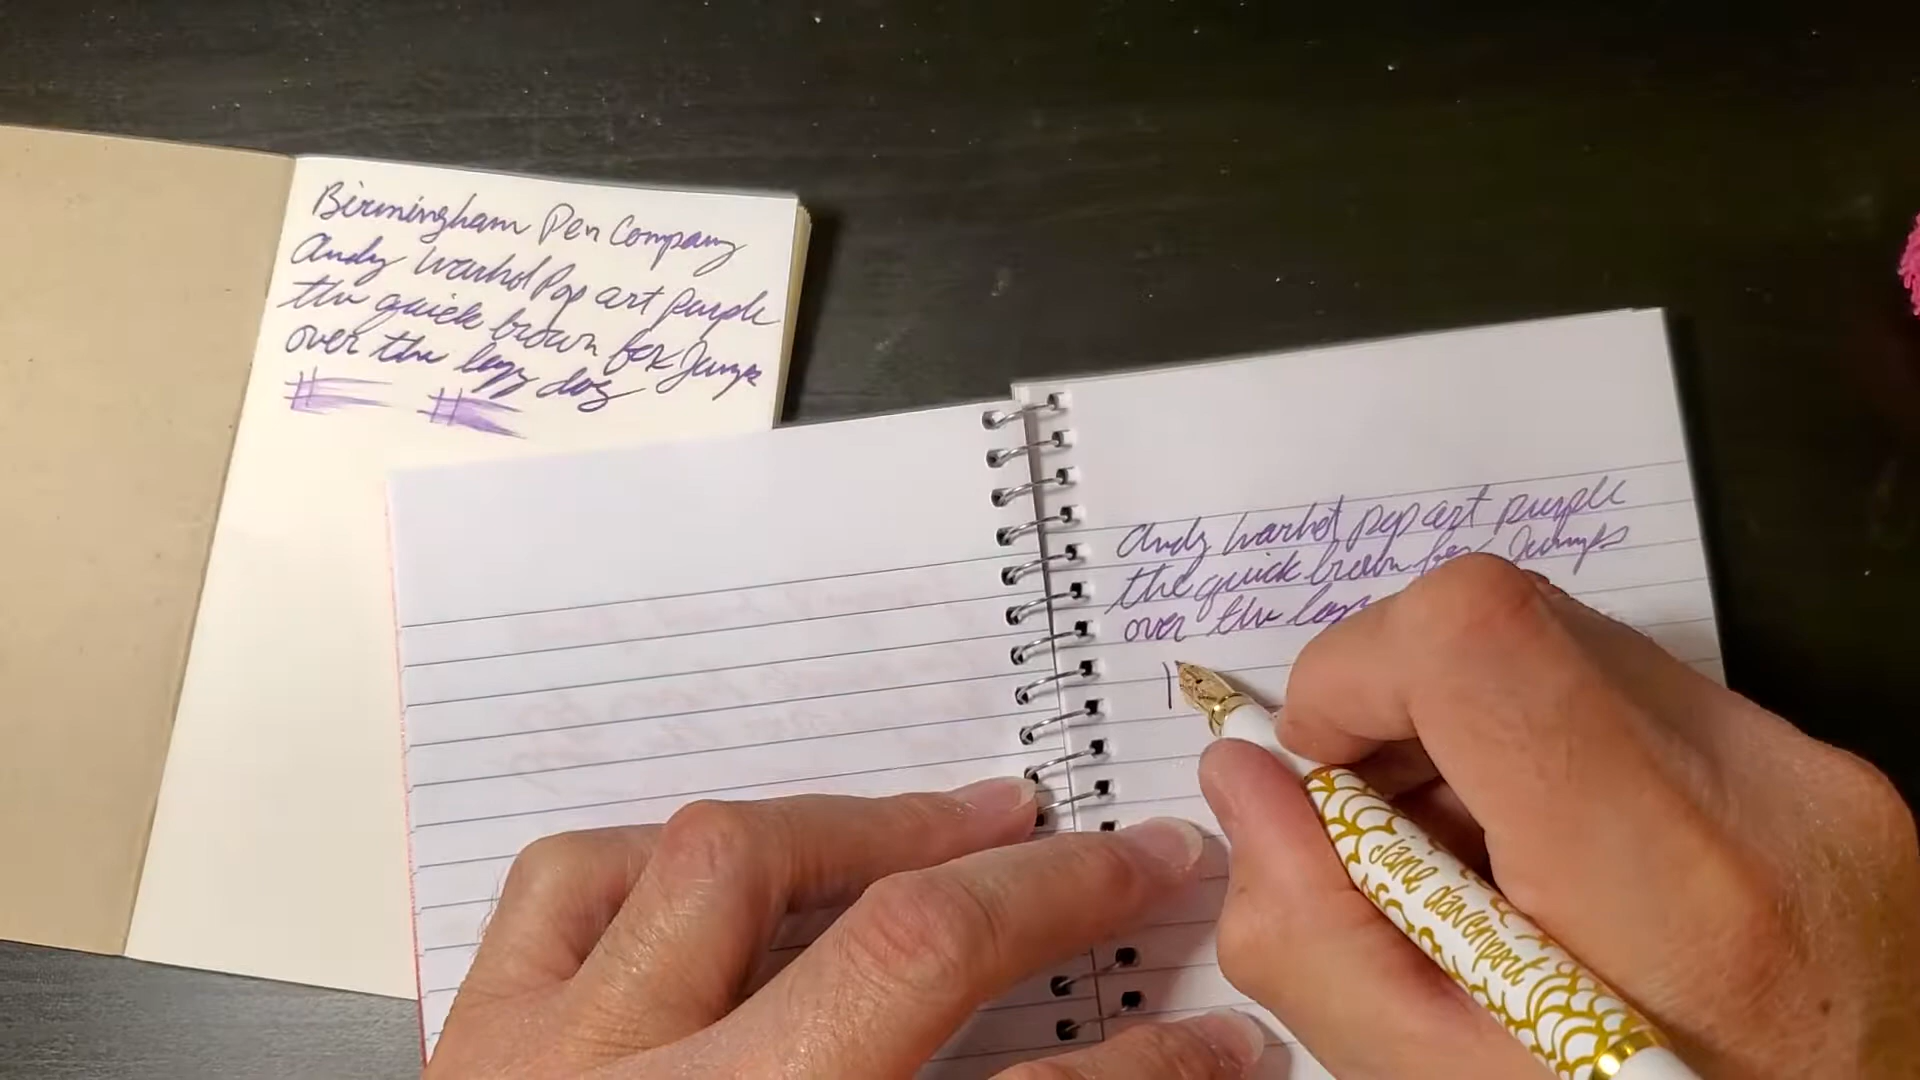 Birmingham Pen Company
Andy Warhol Pop art purple
the quick brown fox Jumps
over the lazy dog
Andy Warhol pop art purple
the quick brown fox Jumps
over the lazy
Jane davenport